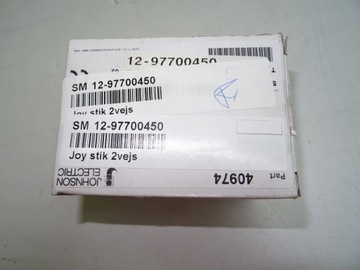 12-97700450
SM 12-97700450
Joy stik 2vejs
SM 12-97700450
Joy stik 2vejs
JOHNSON
ELECTRIC
Part
40974